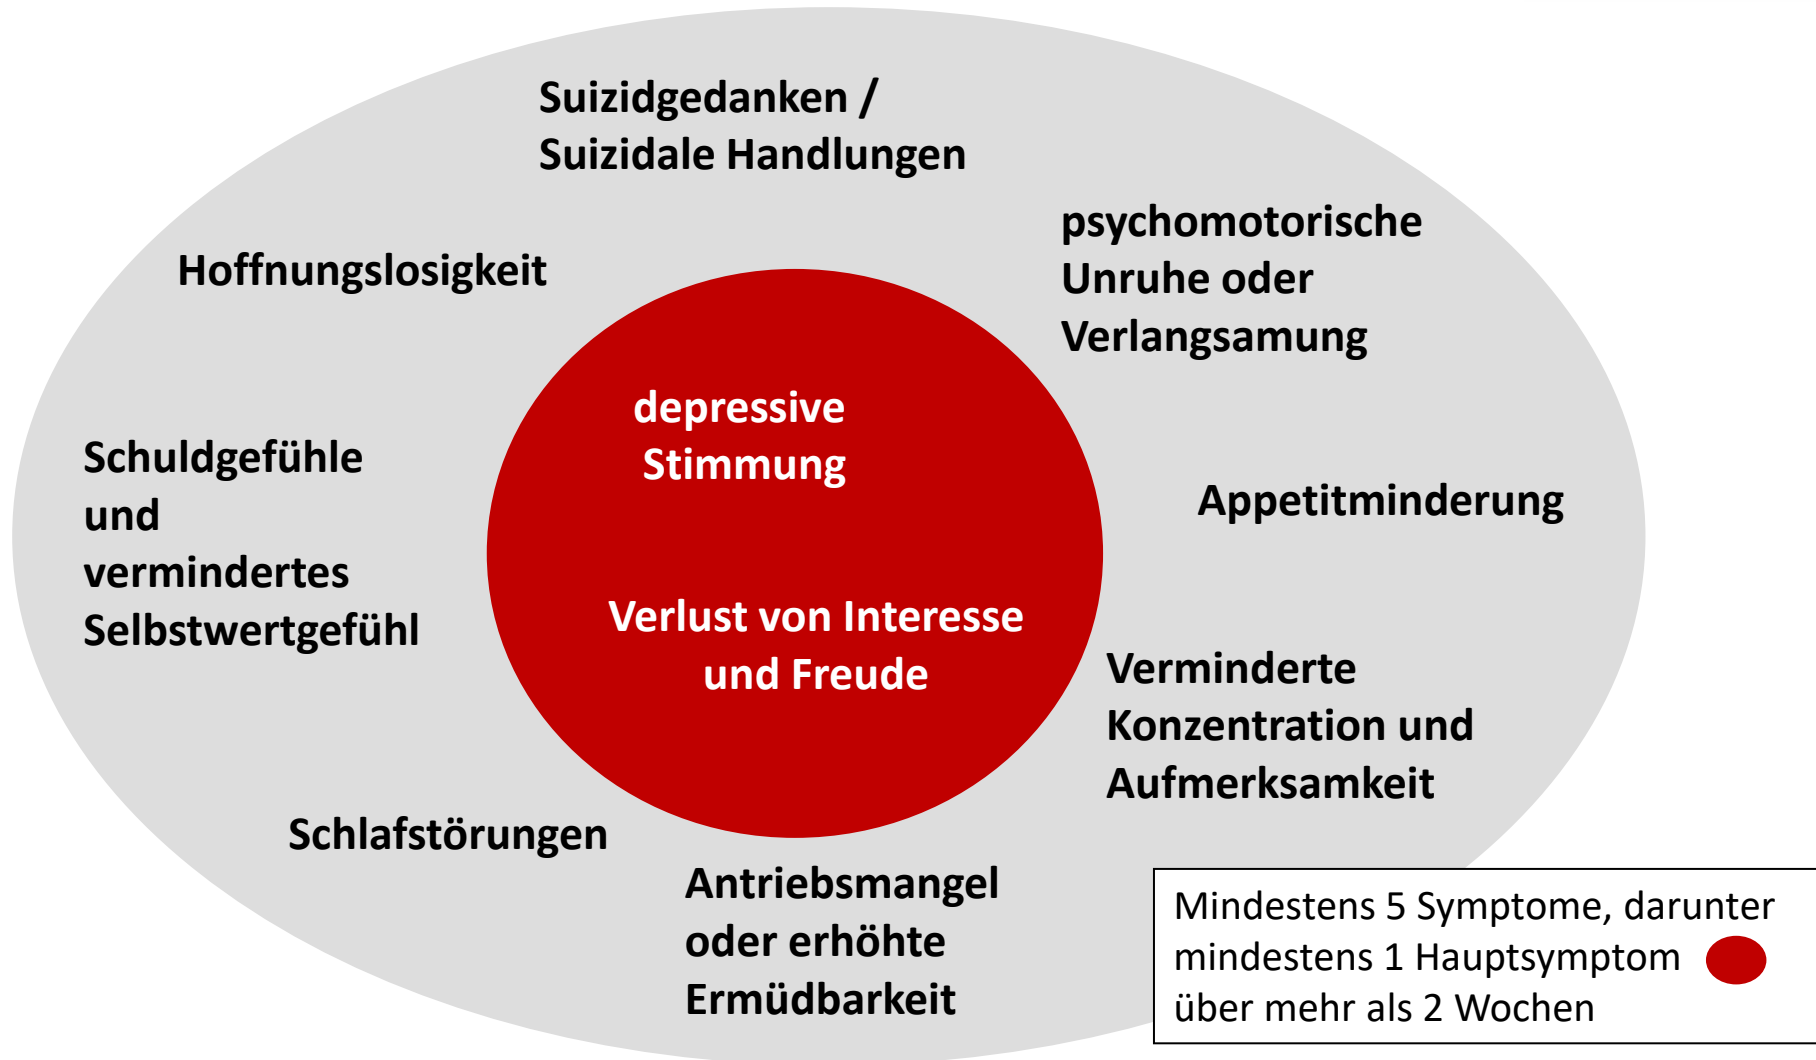 Suizidgedanken /
Suizidale Handlungen
psychomotorische
Unruhe oder
Verlangsamung
Hoffnungslosigkeit
depressive
Stimmung
Schuldgefühle
und
vermindertes
Selbstwertgefühl
Appetitminderung
Verlust von Interesse
und Freude
Verminderte
Konzentration und
Aufmerksamkeit
Schlafstörungen
Antriebsmangel
oder erhöhte
Ermüdbarkeit
Mindestens 5 Symptome, darunter
mindestens 1 Hauptsymptom
über mehr als 2 Wochen